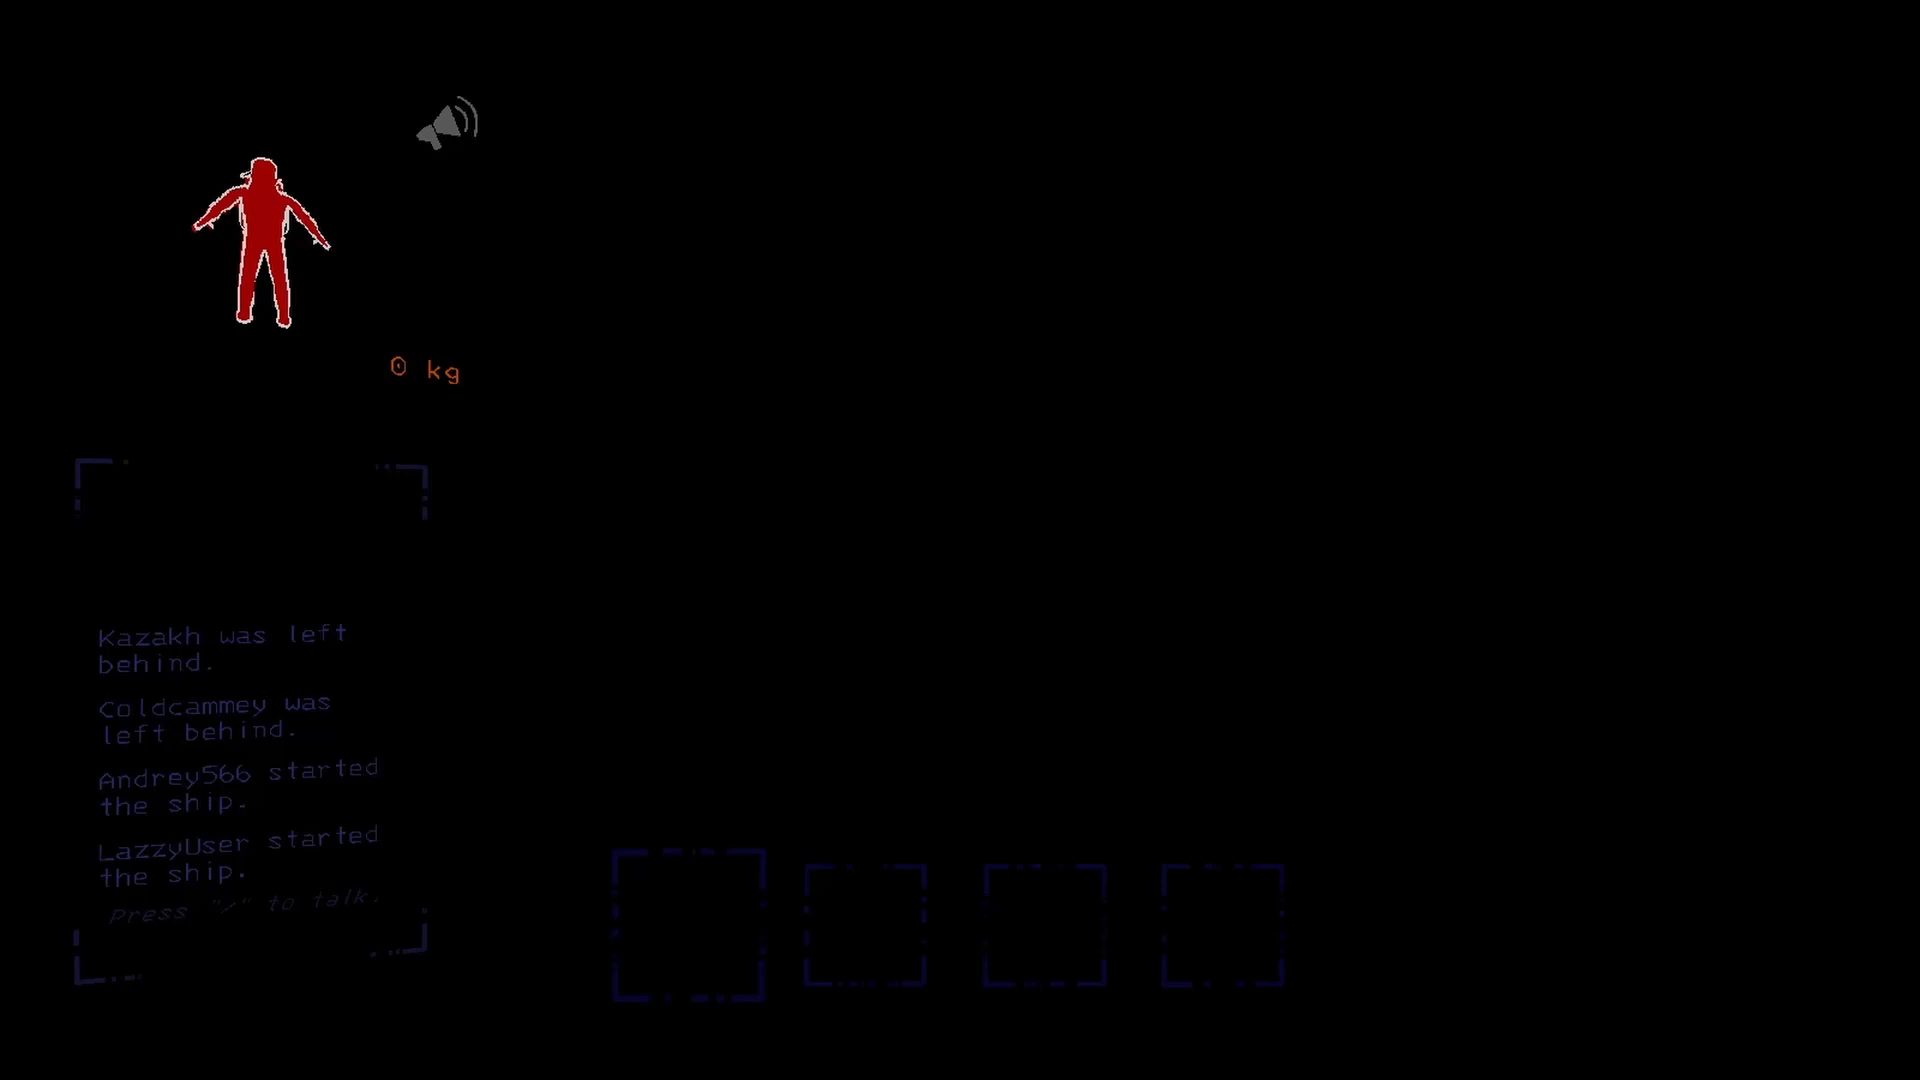 0 kg
Kazakh was left
behind.
Coldcammey was
left behind.
Andrey566 started
the ship.
LazzyUser started
the ship.
Press "/" to talk.